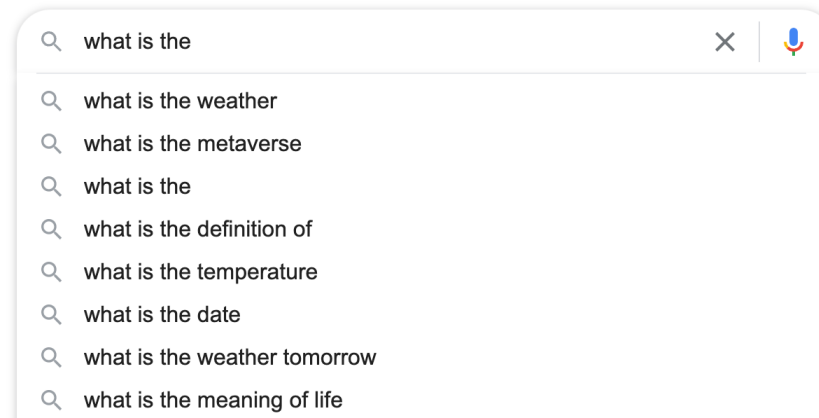 what is the
what is the weather
what is the metaverse
what is the
what is the definition of
what is the temperature
what is the date
what is the weather tomorrow
what is the meaning of life